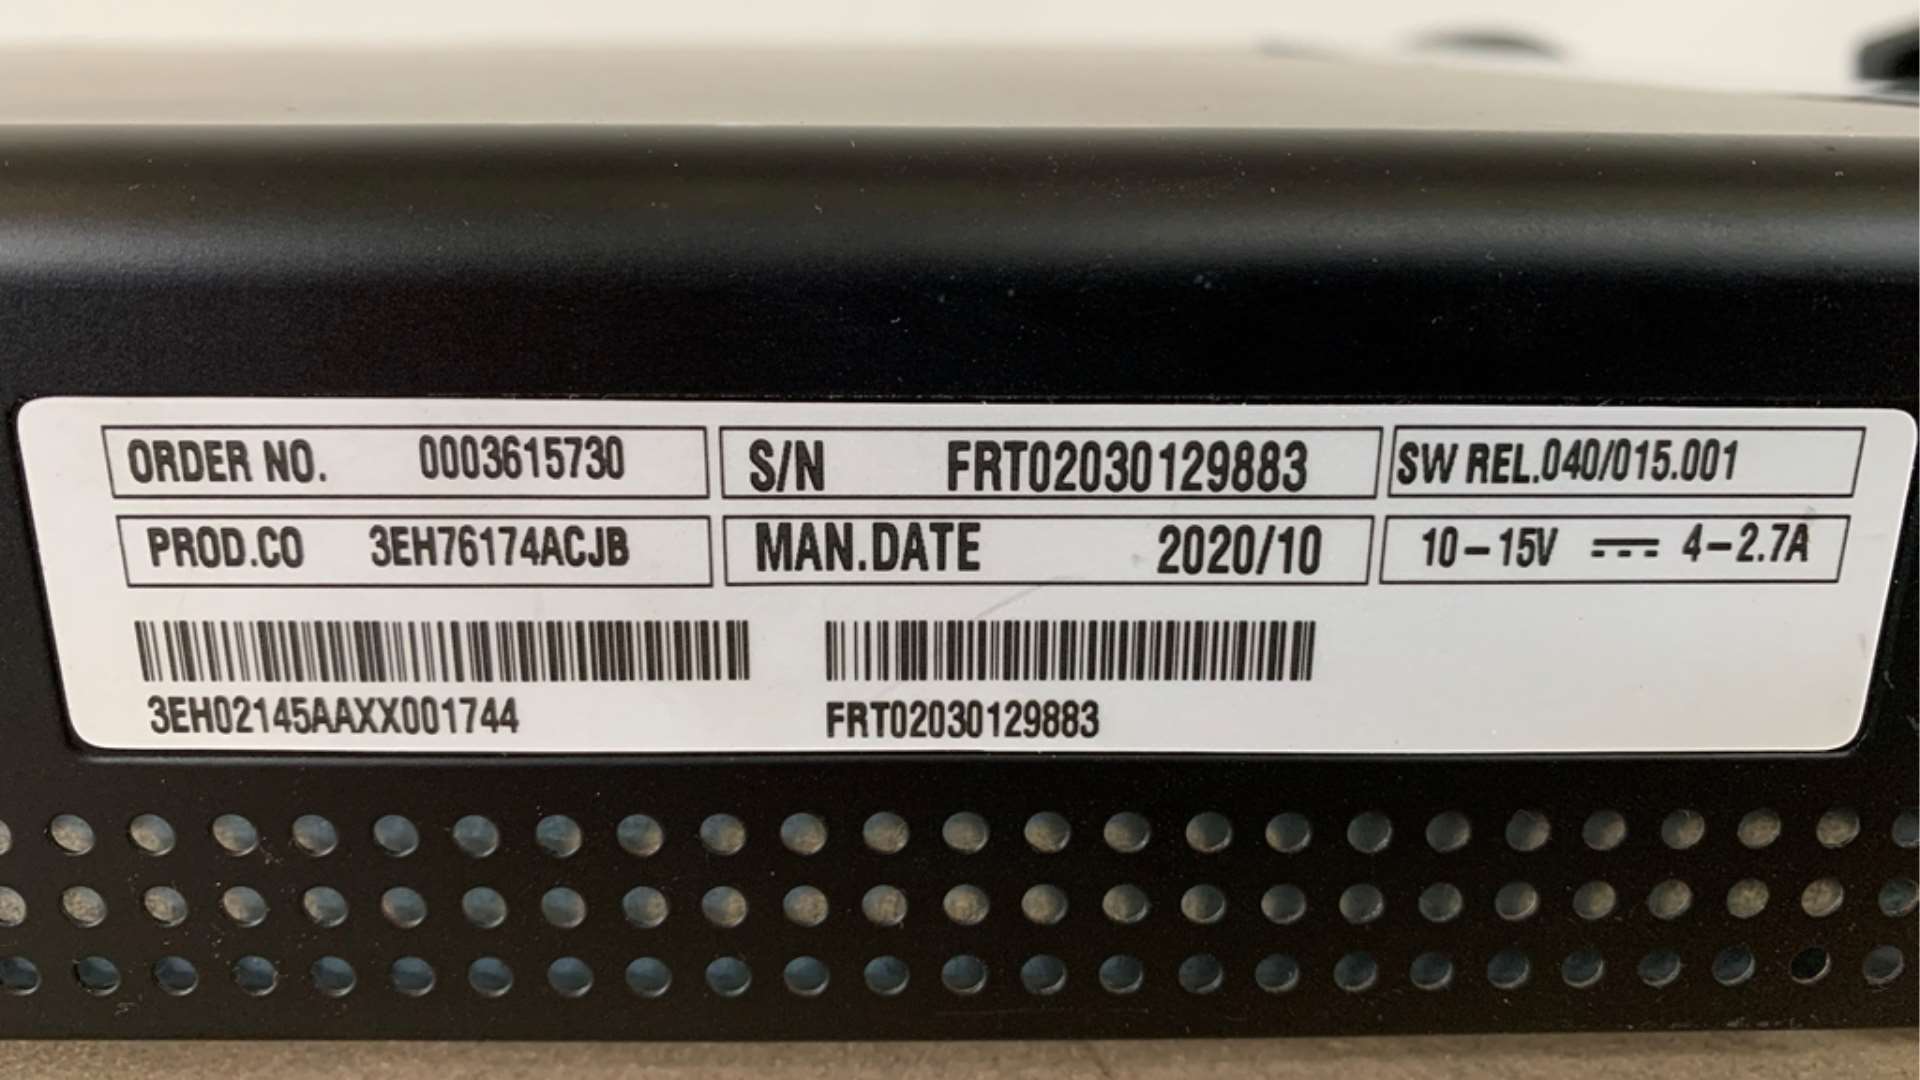 ORDER NO. 0003615730 S/N FRT02030129883 SW REL.040/015.001
PROD.CO 3EH76174ACJB MAN.DATE 2020/10 10-15V 4-2.7A
3EH02145AAXX001744 FRT02030129883